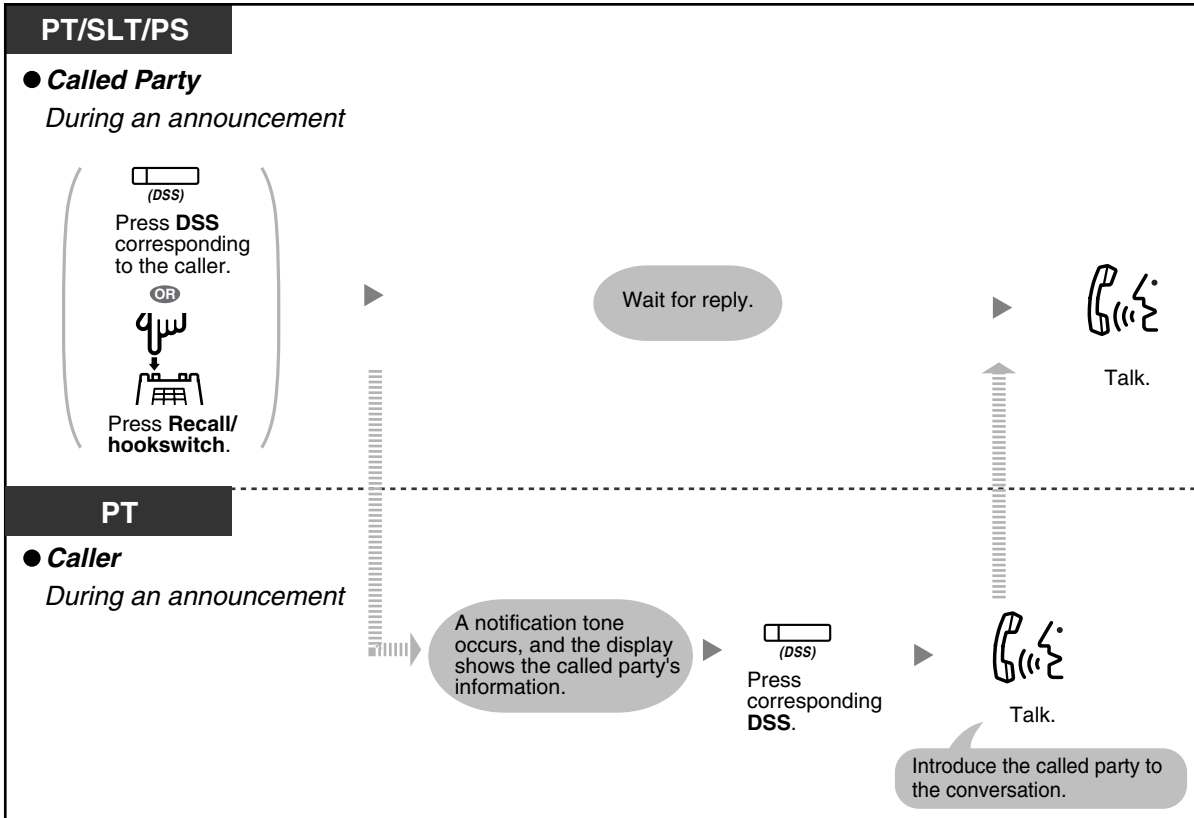 PT/SLT/PS
Called Party
During an announcement
(DSS)
Press DSS
corresponding
to the caller.
OR
Press Recall/
hookswitch.
Wait for reply.
Talk.
PT
Caller
During an announcement
A notification tone
occurs, and the display
shows the called party's
information.
(DSS)
Press
corresponding
DSS.
Talk.
Introduce the called party to
the conversation.